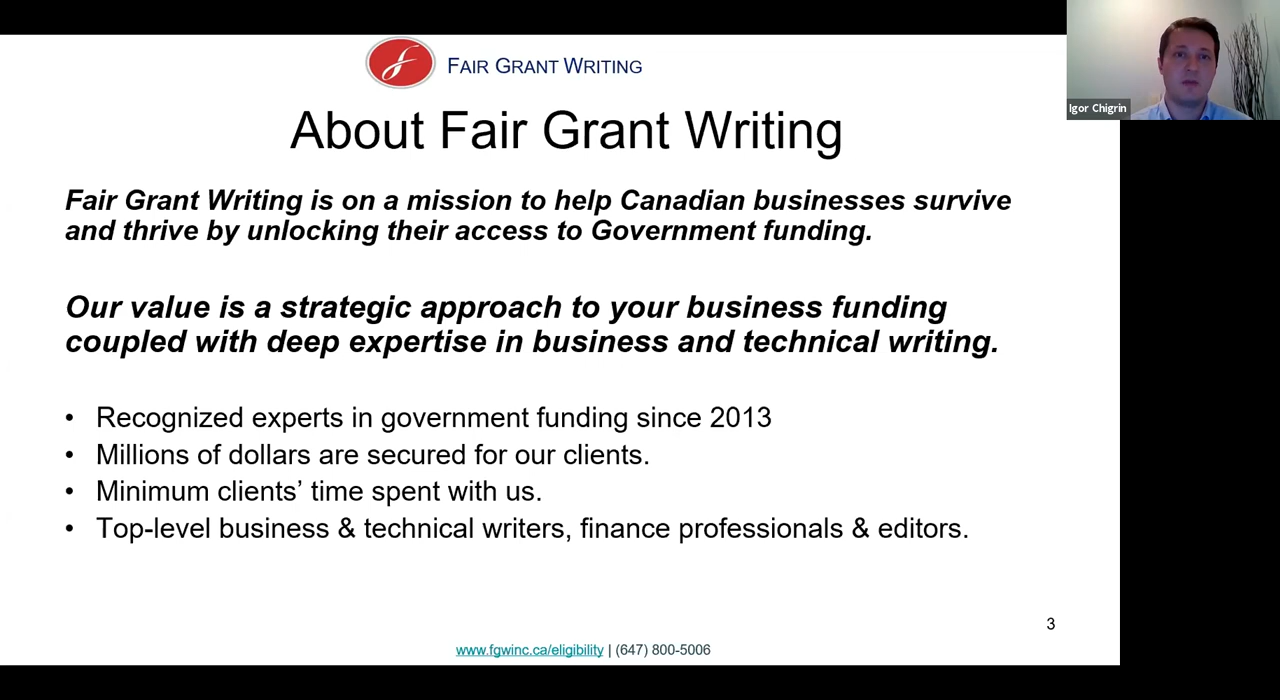 FAIR GRANT WRITING
Igor Chigrin
About Fair Grant Writing
Fair Grant Writing is on a mission to help Canadian businesses survive
and thrive by unlocking their access to Government funding.
Our value is a strategic approach to your business funding
coupled with deep expertise in business and technical writing.
• Recognized experts in government funding since 2013
• Millions of dollars are secured for our clients.
• Minimum clients’ time spent with us.
• Top-level business & technical writers, finance professionals & editors.
3
www.fgwinc.ca/eligibility | (647) 800-5006